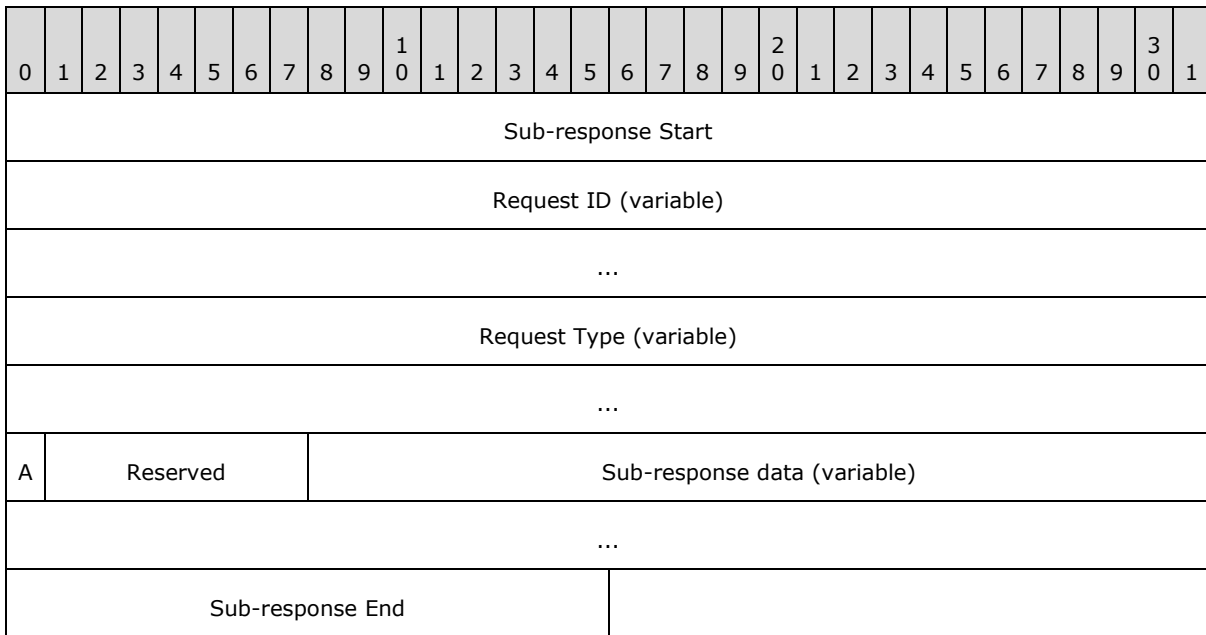 0 1 2 3 4 5 6 7 8 9 1 0 1 2 3 4 5 6 7 8 9 2 0 1 2 3 4 5 6 7 8 9 3 0 1
Sub-response Start
Request ID (variable)
...
Request Type (variable)
...
A Reserved Sub-response data (variable)
...
Sub-response End